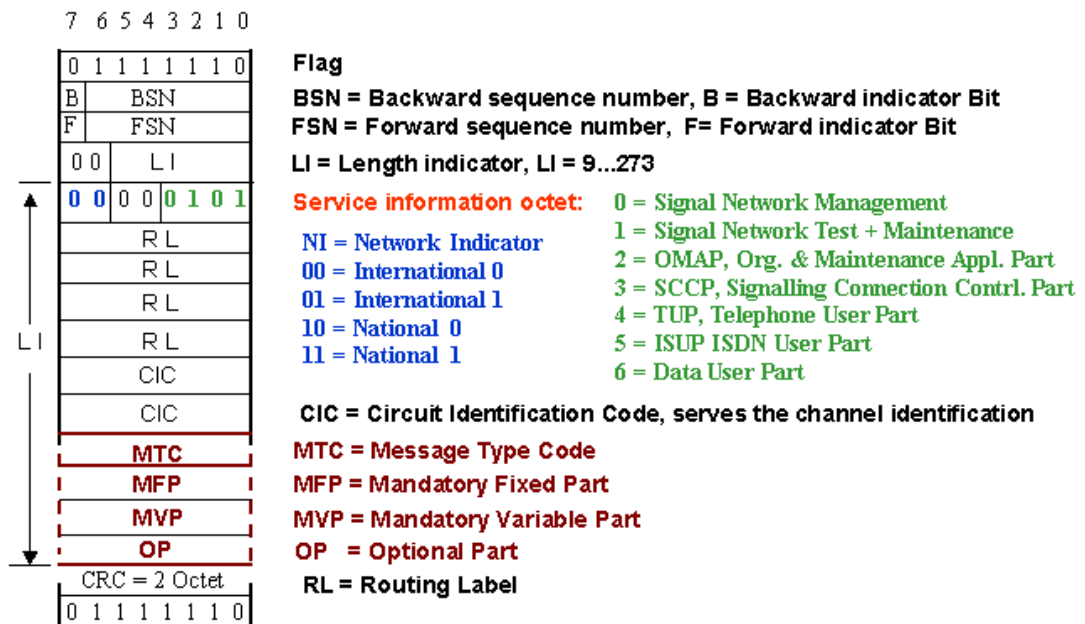 7 6 5 4 3 2 1 0
0 1 1 1 1 1 1 0 Flag
B BSN BSN = Backward sequence number, B = Backward indicator Bit
F FSN FSN = Forward sequence number, F= Forward indicator Bit
0 0 LI LI = Length indicator, LI = 9...273
0 0 0 0 0 1 0 1 Service information octet: 0 = Signal Network Management
RL NI = Network Indicator 1 = Signal Network Test + Maintenance
RL 00 = International 0 2 = OMAP, Org. & Maintenance Appl. Part
RL 01 = International 1 3 = SCCP, Signalling Connection Contrl. Part
LI RL 10 = National 0 4 = TUP, Telephone User Part
CIC 11 = National 1 5 = ISUP ISDN User Part
6 = Data User Part
CIC CIC = Circuit Identification Code, serves the channel identification
MTC MTC = Message Type Code
MFP MFP = Mandatory Fixed Part
MVP MVP = Mandatory Variable Part
OP OP = Optional Part
CRC = 2 Octet RL = Routing Label
0 1 1 1 1 1 1 0